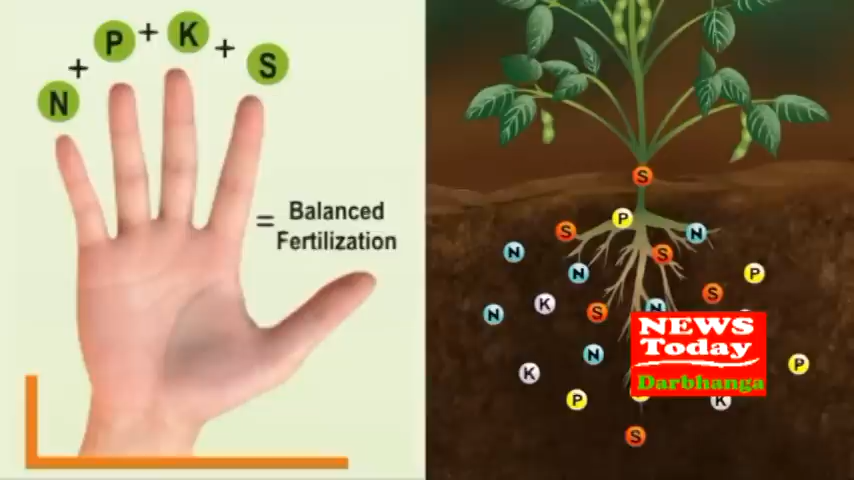 N + P + K + S
= Balanced
Fertilization
S
P
S
N
S
N
N
P
K
S
S
N
N
N
K
P
P
K
S
NEWS
Today
Darbhanga